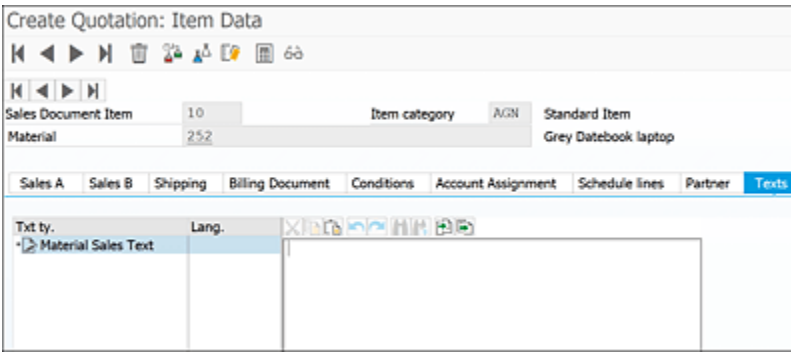 Create Quotation: Item Data
Sales Document Item 10 Item category AGN Standard Item
Material 252 Grey Datebook laptop
Sales A Sales B Shipping Billing Document Conditions Account Assignment Schedule lines Partner Texts
Txt ty. Lang.
Material Sales Text